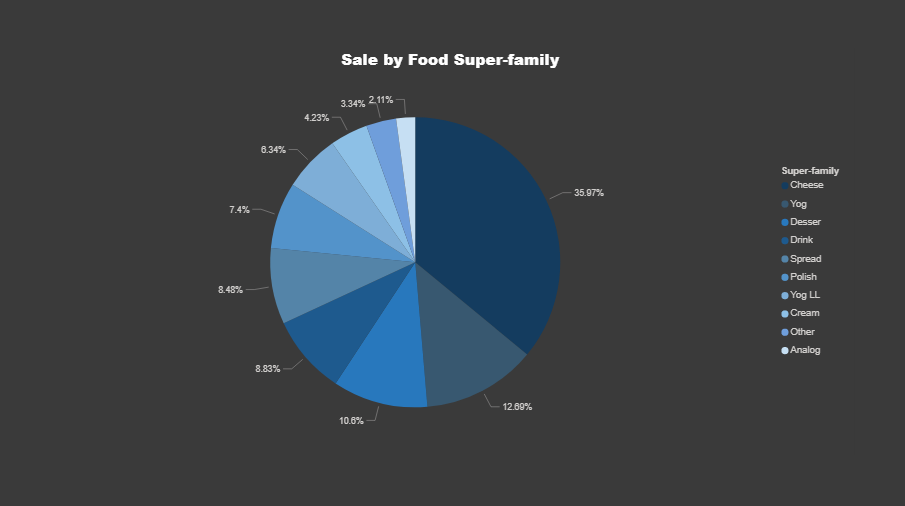 Sale by Food Super-family
2.11%
3.34%
4.23%
6.34%
7.4%
8.48%
8.83%
10.6%
12.69%
35.97%
Super-family
Cheese
Yog
Desser
Drink
Spread
Polish
Yog LL
Cream
Other
Analog